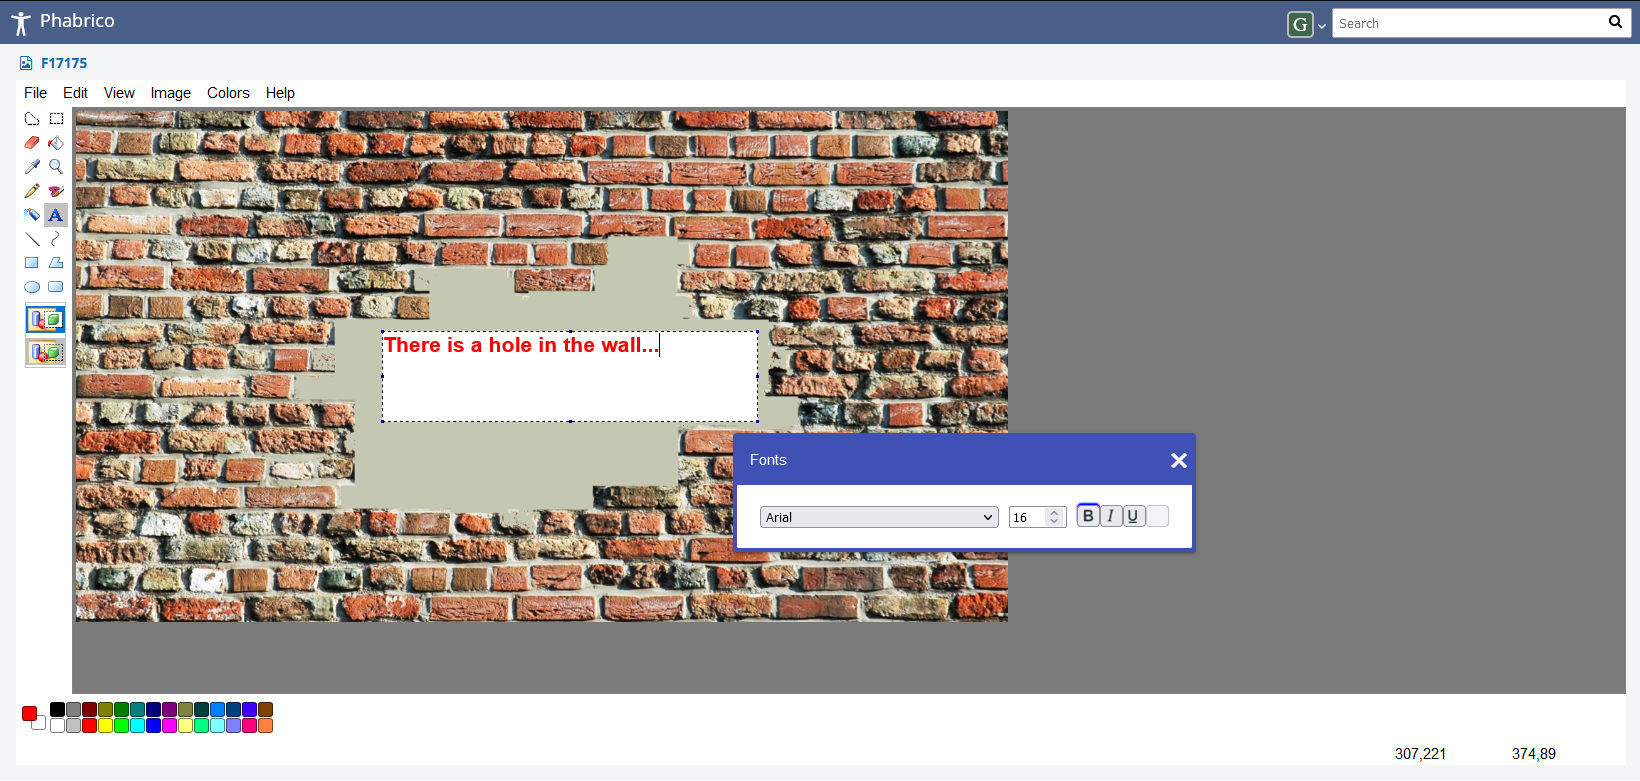 Phabrico
G
Search
F17175
File Edit View Image Colors Help
A
There is a hole in the wall...
Fonts
Arial
16
B I U
307,221
374,89